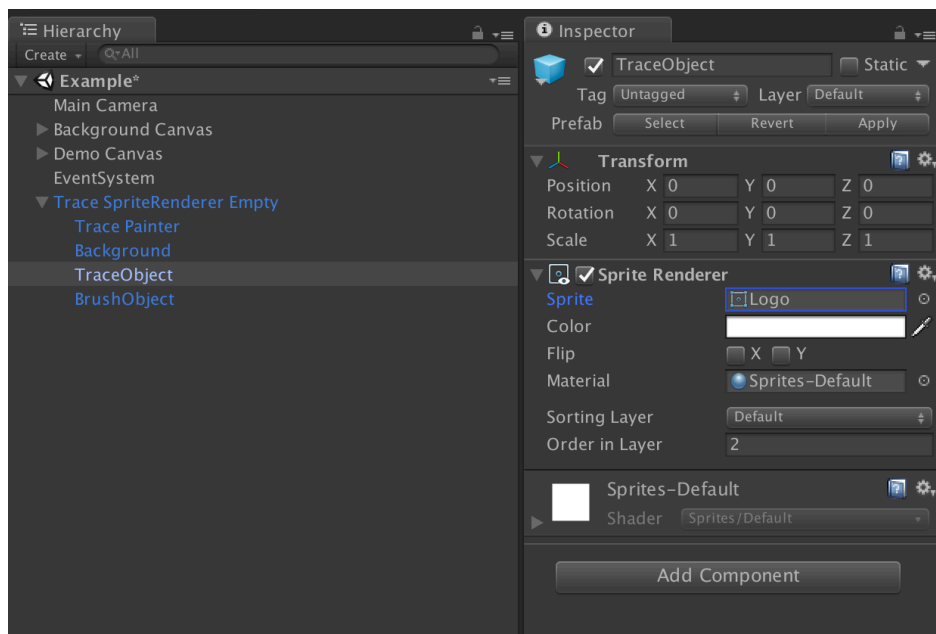 Hierarchy
Create
All
Example*
Main Camera
Background Canvas
Demo Canvas
EventSystem
Trace SpriteRenderer Empty
Trace Painter
Background
TraceObject
BrushObject
Inspector
TraceObject Static
Tag Untagged Layer Default
Prefab Select Revert Apply
Transform
Position X 0 Y 0 Z 0
Rotation X 0 Y 0 Z 0
Scale X 1 Y 1 Z 1
Sprite Renderer
Sprite Logo
Color
Flip X Y
Material Sprites-Default
Sorting Layer Default
Order in Layer 2
Sprites-Default
Shader Sprites/Default
Add Component